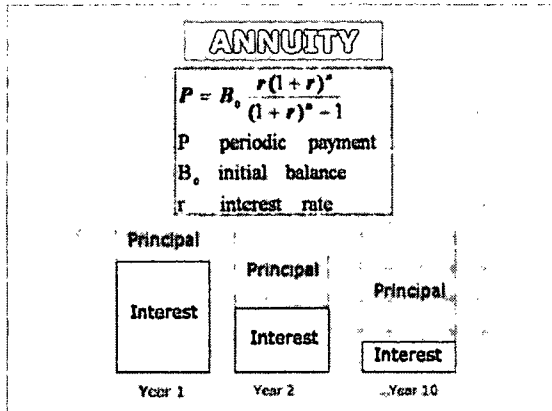 ANNUITY
P = B₀ r(1 + r)ⁿ / (1 + r)ⁿ - 1
P periodic payment
B₀ initial balance
r interest rate
Principal
Interest
Year 1
Principal
Interest
Year 2
Principal
Interest
Year 10